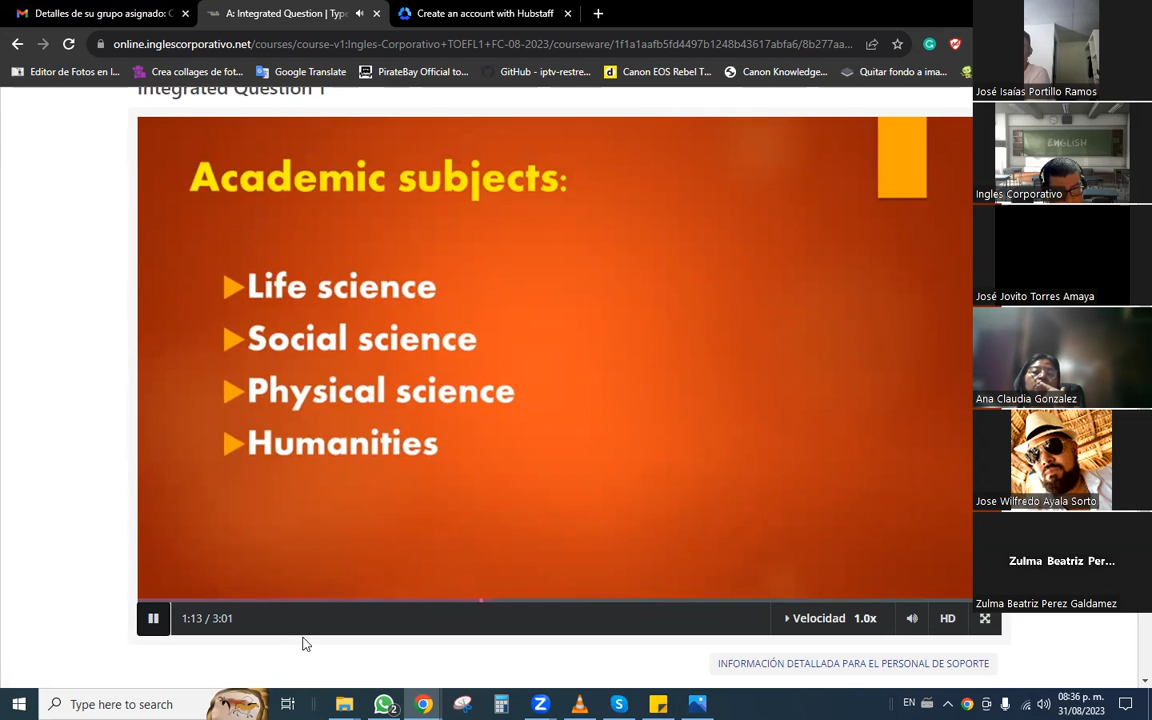 Detalles de su grupo asignado: C
A: Integrated Question | Typ
Create an account with Hubstaff
online.inglescorporativo.net/courses/course-v1:Ingles-Corporativo+TOEFL1+FC-08-2023/courseware/1f1a1aafb5fd4497b1248b43617abfa6/8b277aa...
Editor de Fotos en l...
Crea collages de fot...
Google Translate
PirateBay Official to...
GitHub - iptv-restre...
Canon EOS Rebel T...
Canon Knowledge...
Quitar fondo a ima...
Integrated Question 1
Academic subjects:
Life science
Social science
Physical science
Humanities
1:13 / 3:01
Velocidad 1.0x
HD
INFORMACIÓN DETALLADA PARA EL PERSONAL DE SOPORTE
José Isaías Portillo Ramos
ENGLISH
Ingles Corporativo
José Jovito Torres Amaya
Ana Claudia Gonzalez
Jose Wilfredo Ayala Sorto
Zulma Beatriz Per...
Zulma Beatriz Perez Galdamez
Type here to search
2
EN
08:36 p. m.
31/08/2023